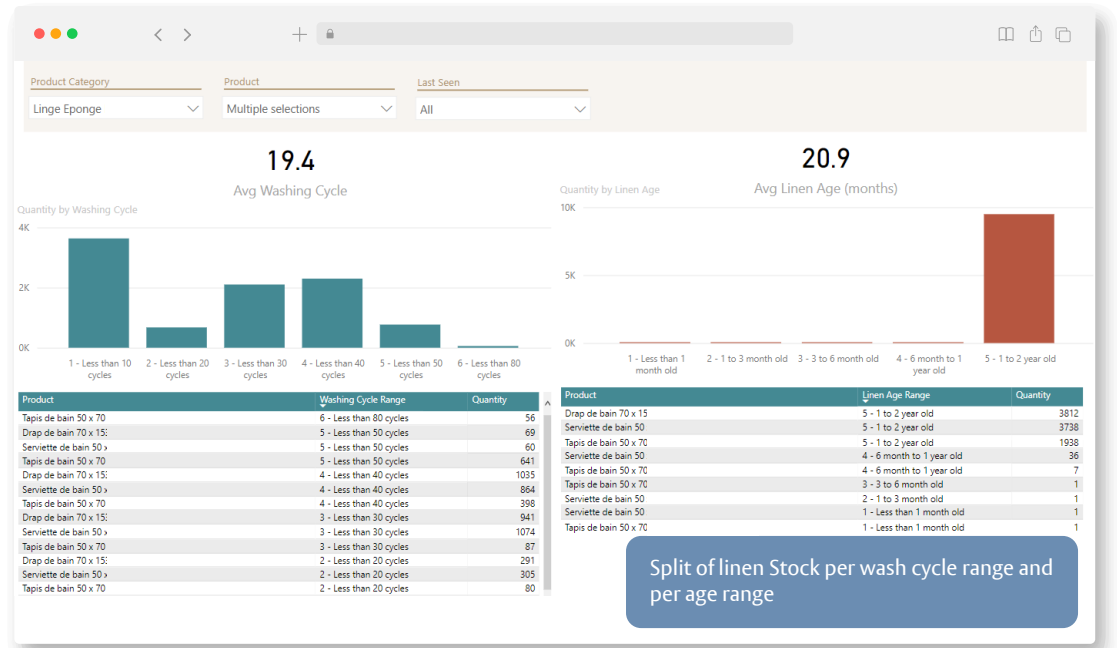 Product Category
Product
Last Seen
Linge Eponge
Multiple selections
All
19.4
Avg Washing Cycle
20.9
Avg Linen Age (months)
Quantity by Washing Cycle
4K
2K
0K
1 - Less than 10 cycles
2 - Less than 20 cycles
3 - Less than 30 cycles
4 - Less than 40 cycles
5 - Less than 50 cycles
6 - Less than 80 cycles
Quantity by Linen Age
10K
5K
0K
1 - Less than 1 month old
2 - 1 to 3 month old
3 - 3 to 6 month old
4 - 6 month to 1 year old
5 - 1 to 2 year old
Product Washing Cycle Range Quantity
Tapis de bain 50 x 70 6 - Less than 80 cycles 56
Drap de bain 70 x 15 5 - Less than 50 cycles 69
Serviette de bain 50 x 5 - Less than 50 cycles 60
Tapis de bain 50 x 70 5 - Less than 50 cycles 641
Drap de bain 70 x 15 4 - Less than 40 cycles 1035
Serviette de bain 50 x 4 - Less than 40 cycles 864
Tapis de bain 50 x 70 4 - Less than 40 cycles 398
Drap de bain 70 x 15 3 - Less than 30 cycles 941
Serviette de bain 50 x 3 - Less than 30 cycles 1074
Tapis de bain 50 x 70 3 - Less than 30 cycles 87
Drap de bain 70 x 15 2 - Less than 20 cycles 291
Serviette de bain 50 x 2 - Less than 20 cycles 305
Tapis de bain 50 x 70 2 - Less than 20 cycles 80
Product Linen Age Range Quantity
Drap de bain 70 x 15 5 - 1 to 2 year old 3812
Serviette de bain 50 5 - 1 to 2 year old 3738
Tapis de bain 50 x 70 5 - 1 to 2 year old 1938
Serviette de bain 50 4 - 6 month to 1 year old 36
Tapis de bain 50 x 70 4 - 6 month to 1 year old 7
Tapis de bain 50 x 70 3 - 3 to 6 month old 1
Serviette de bain 50 2 - 1 to 3 month old 1
Serviette de bain 50 1 - Less than 1 month old 1
Tapis de bain 50 x 70 1 - Less than 1 month old 1
Split of linen Stock per wash cycle range and
per age range